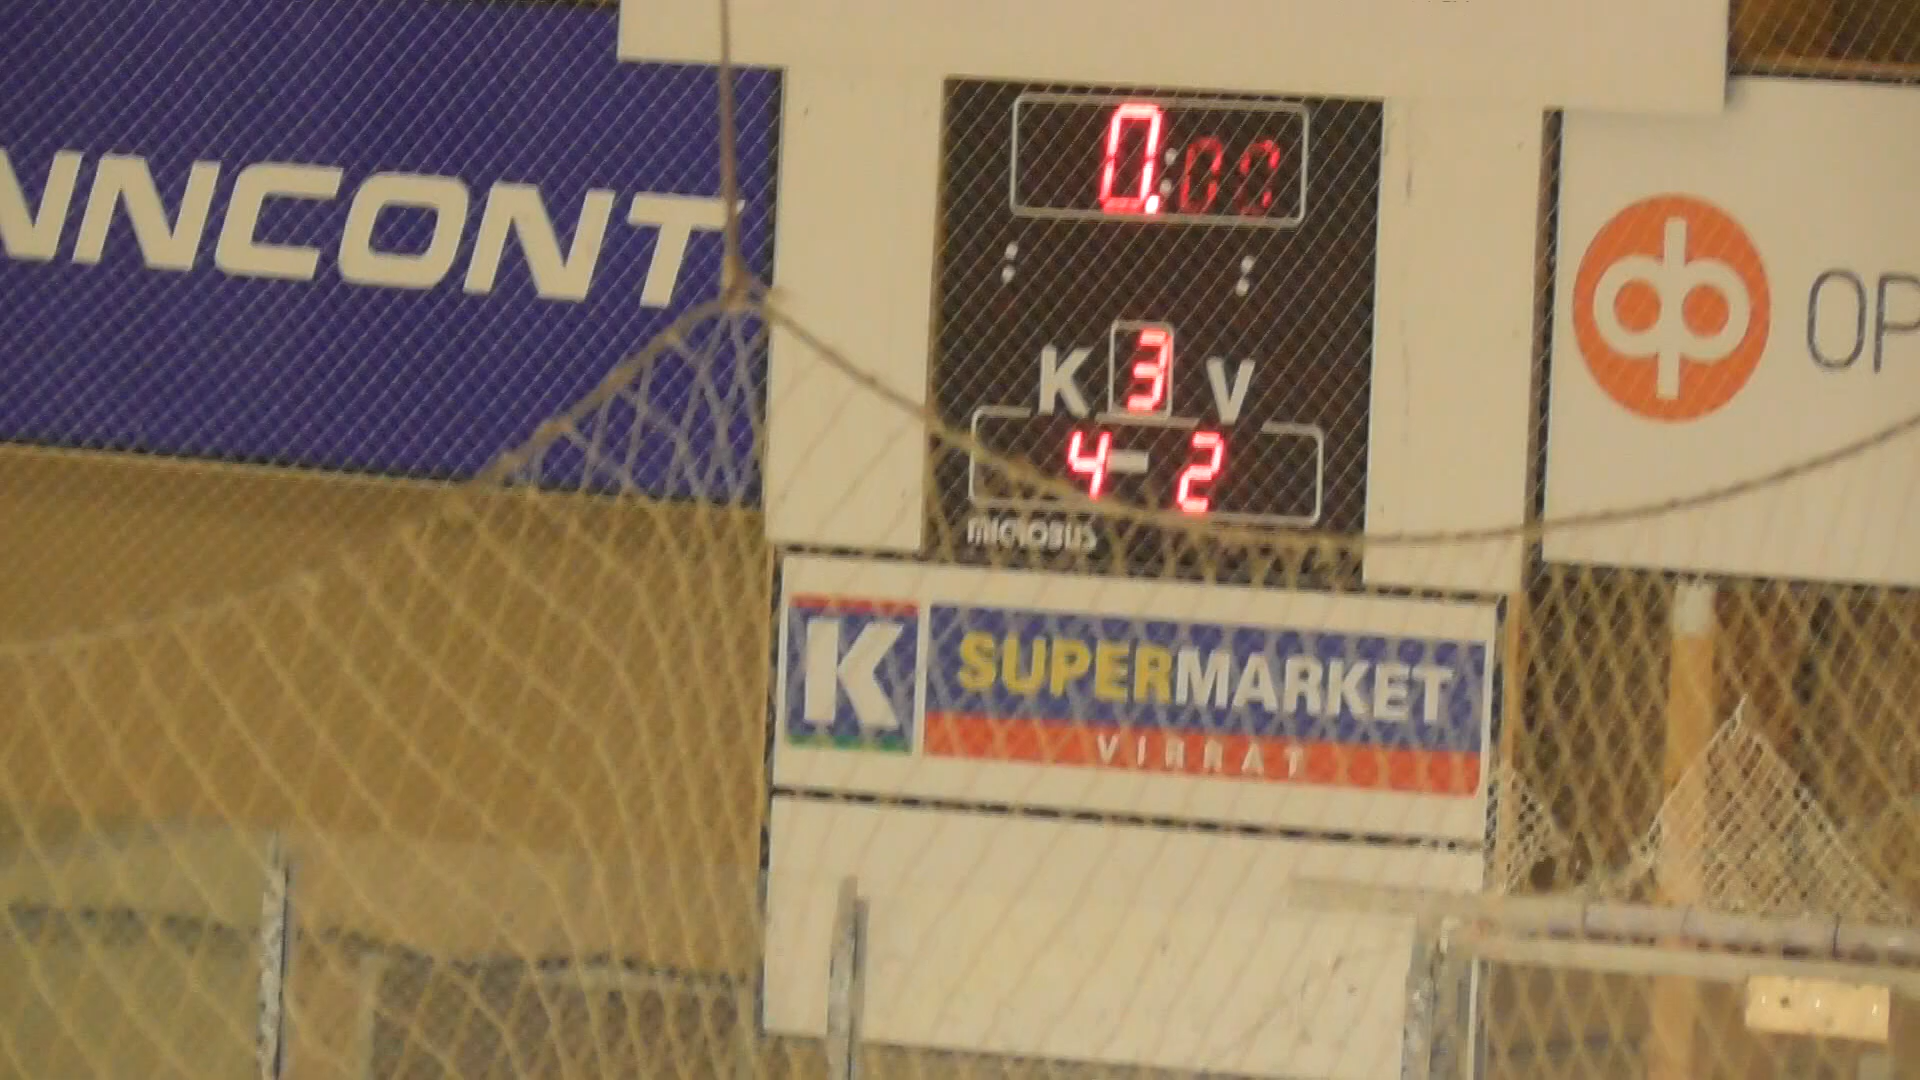 NNCONT
0:00
K 3 V
4-2
MICROBUS
OP
K SUPERMARKET
VIRRAT